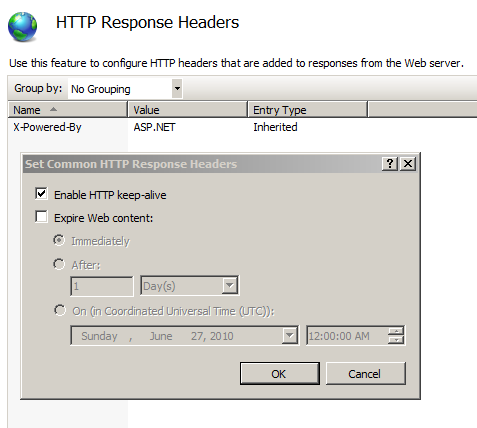 HTTP Response Headers
Use this feature to configure HTTP headers that are added to responses from the Web server.
Group by: No Grouping
Name Value Entry Type
X-Powered-By ASP.NET Inherited
Set Common HTTP Response Headers
Enable HTTP keep-alive
Expire Web content:
Immediately
After:
1 Day(s)
On (in Coordinated Universal Time (UTC)):
Sunday , June 27, 2010 12:00:00 AM
OK Cancel